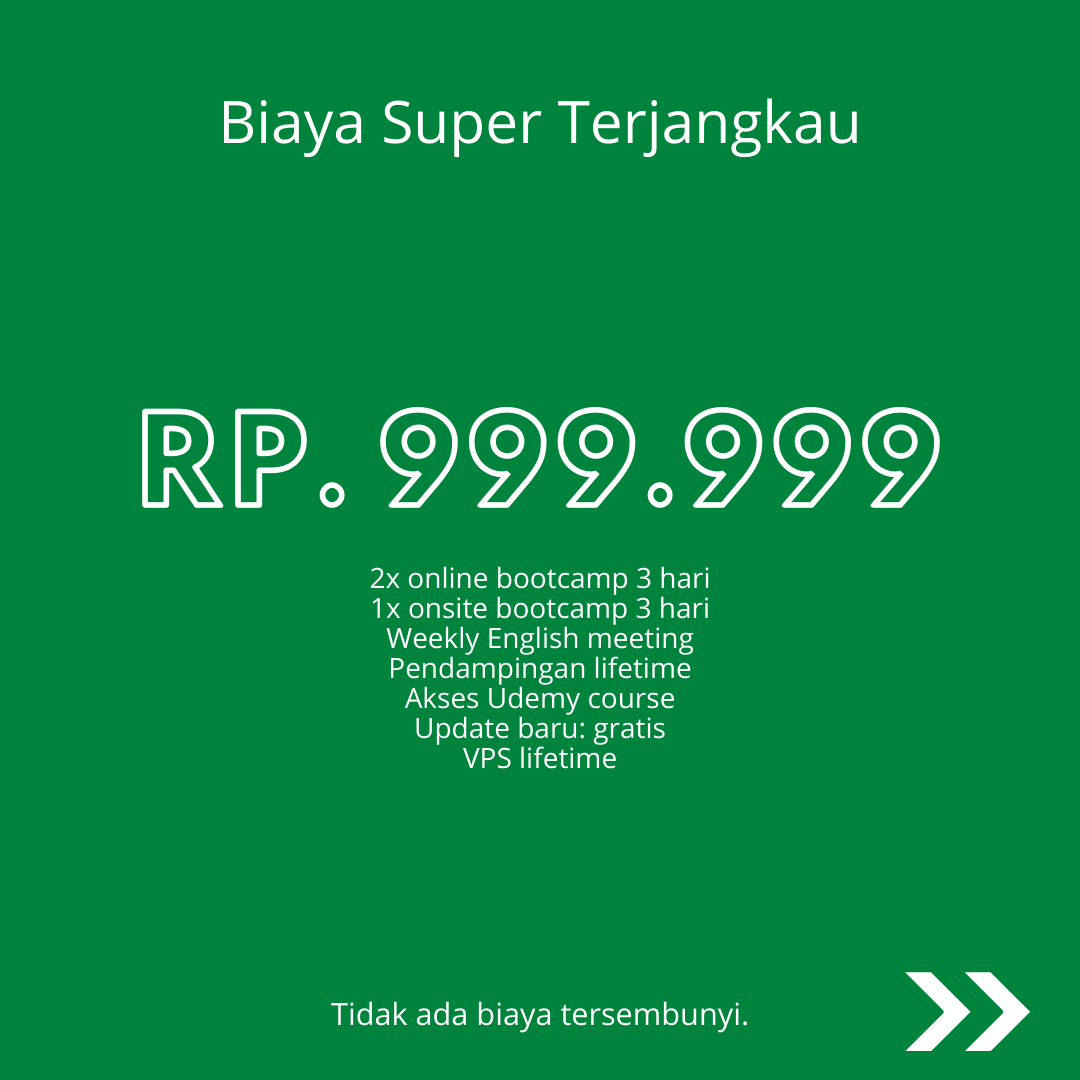 Biaya Super Terjangkau
RP. 999.999
2x online bootcamp 3 hari
1x onsite bootcamp 3 hari
Weekly English meeting
Pendampingan lifetime
Akses Udemy course
Update baru: gratis
VPS lifetime
Tidak ada biaya tersembunyi.